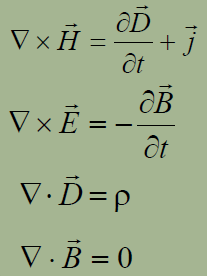 ∇ × H⃗ = ∂D⃗/∂t + j⃗
∇ × E⃗ = − ∂B⃗/∂t
∇ · D⃗ = ρ
∇ · B⃗ = 0